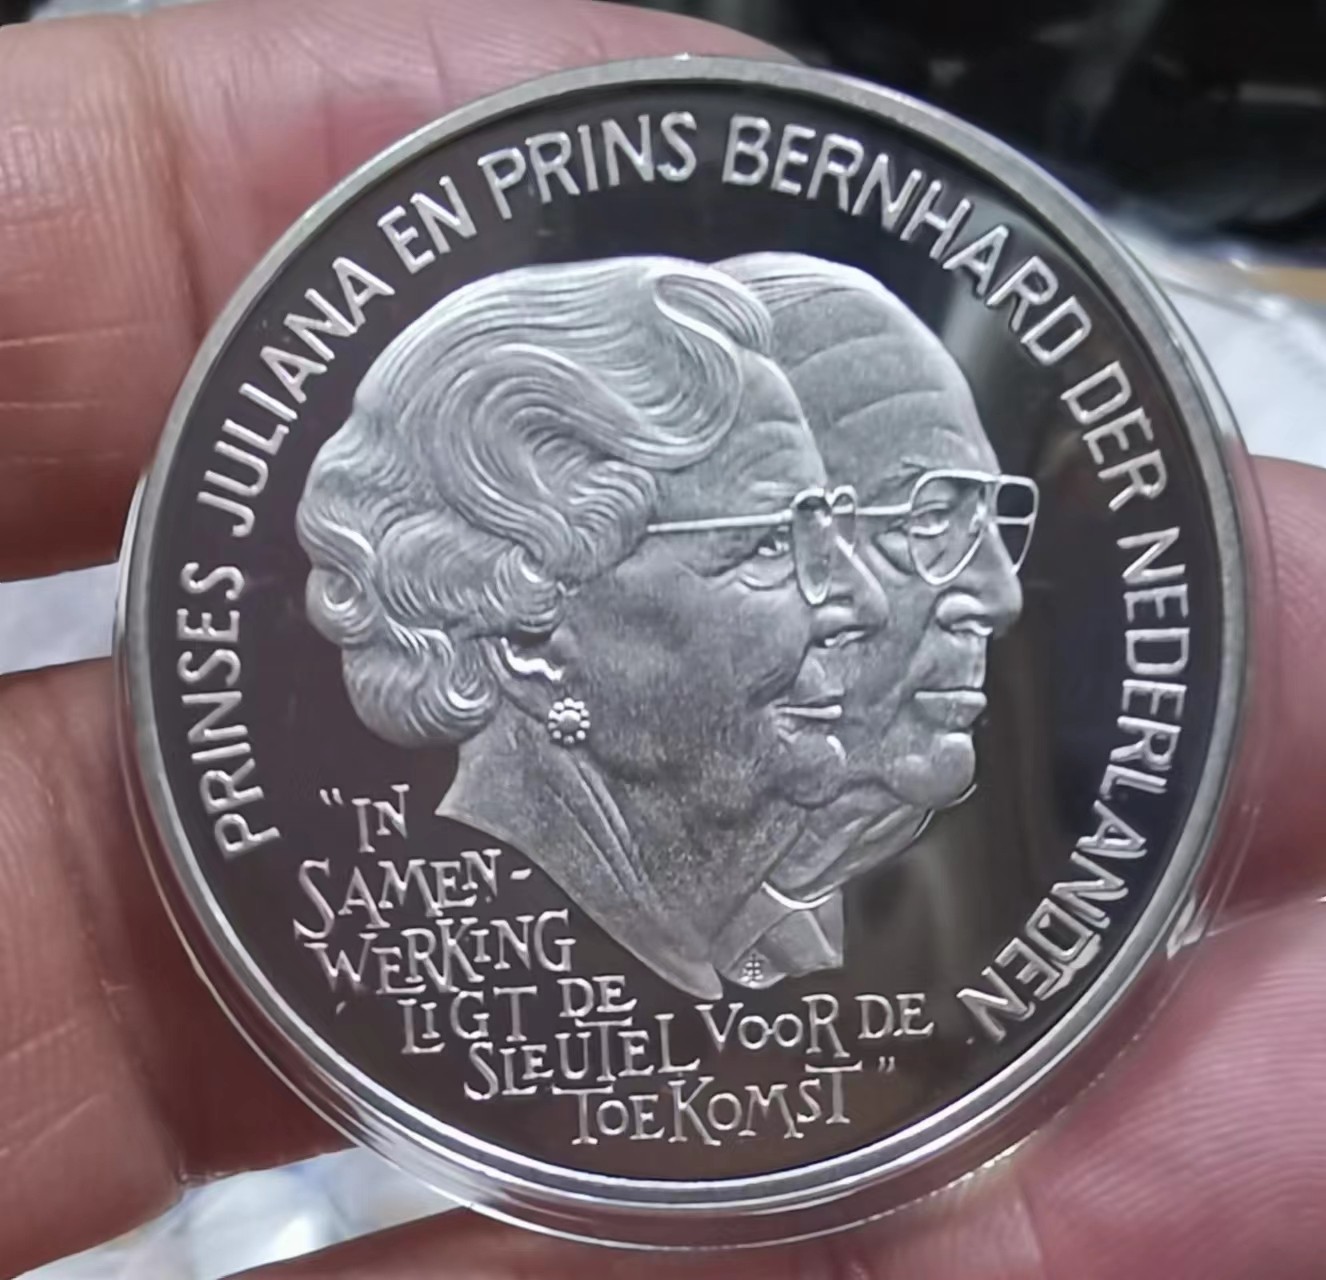 PRINSES JULIANA EN PRINS BERNHARD DER NEDERLANDEN
"IN
SAMEN-
WERKING
LIGT DE
SLEUTEL VOOR DE
TOEKOMST"